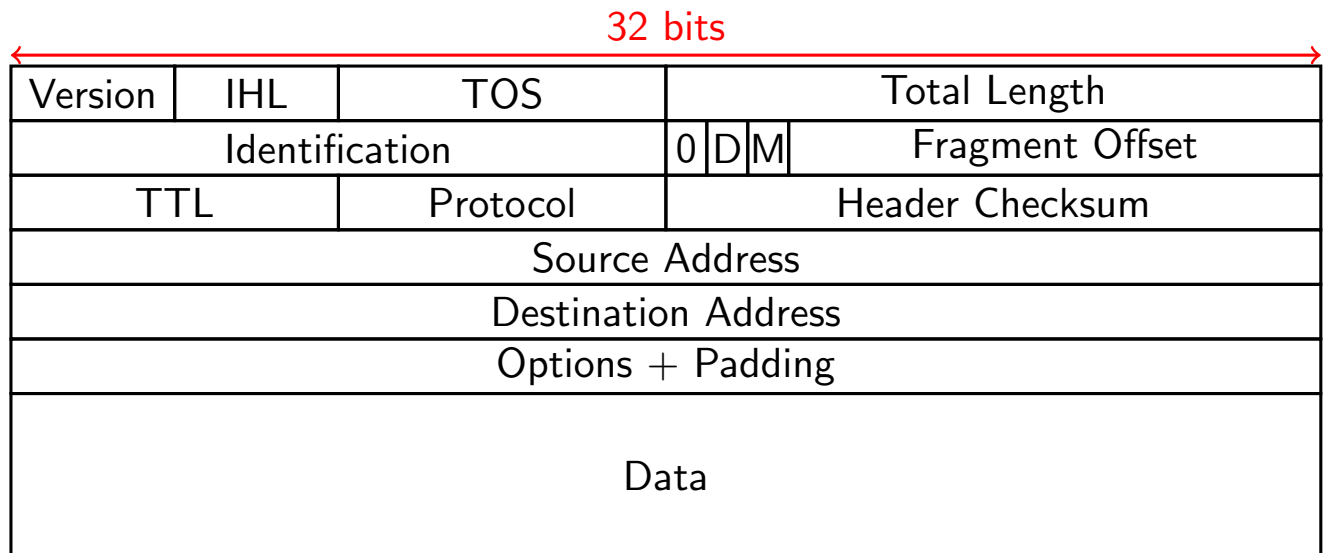 32 bits
Version IHL TOS Total Length
Identification 0 D M Fragment Offset
TTL Protocol Header Checksum
Source Address
Destination Address
Options + Padding
Data